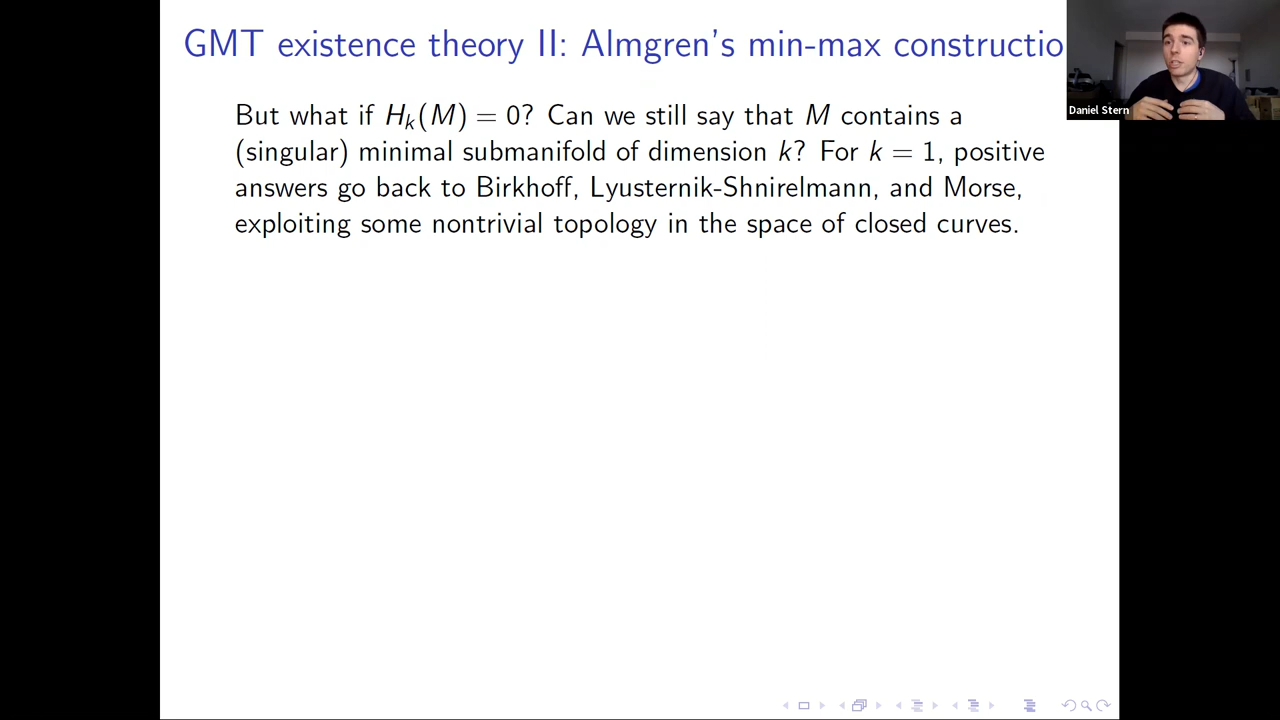 GMT existence theory II: Almgren's min-max constructio
Daniel Stern
But what if H_k(M) = 0? Can we still say that M contains a
(singular) minimal submanifold of dimension k? For k = 1, positive
answers go back to Birkhoff, Lyusternik-Shnirelmann, and Morse,
exploiting some nontrivial topology in the space of closed curves.